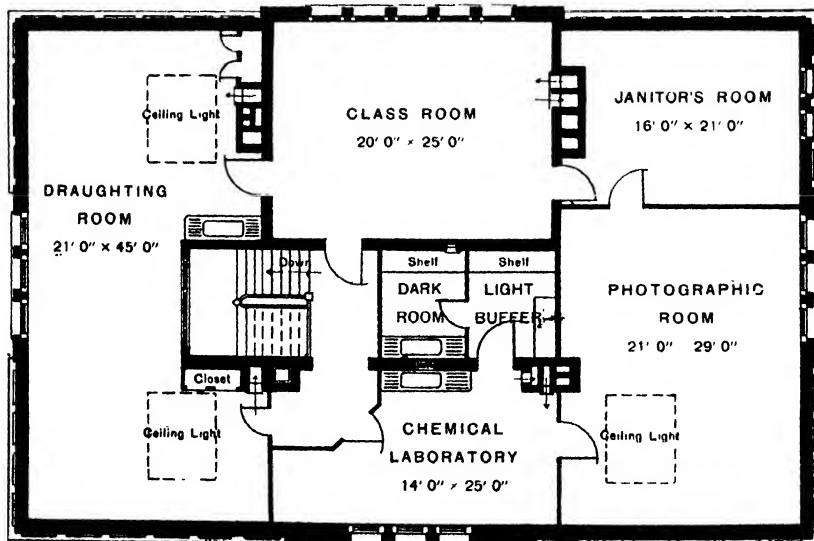 CLASS ROOM
20' 0" × 25' 0"
JANITOR'S ROOM
16' 0" × 21' 0"
Ceiling Light
DRAUGHTING
ROOM
21' 0" × 45' 0"
Down
Shelf
Shelf
DARK
ROOM
LIGHT
BUFFER
PHOTOGRAPHIC
ROOM
21' 0" 29' 0"
Closet
Ceiling Light
CHEMICAL
LABORATORY
14' 0" × 25' 0"
Ceiling Light